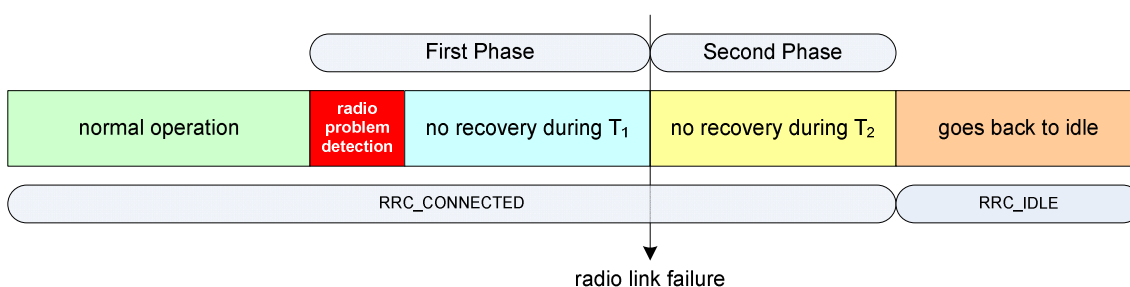 First Phase
Second Phase
normal operation
radio
problem
detection
no recovery during T₁
no recovery during T₂
goes back to idle
RRC_CONNECTED
RRC_IDLE
radio link failure